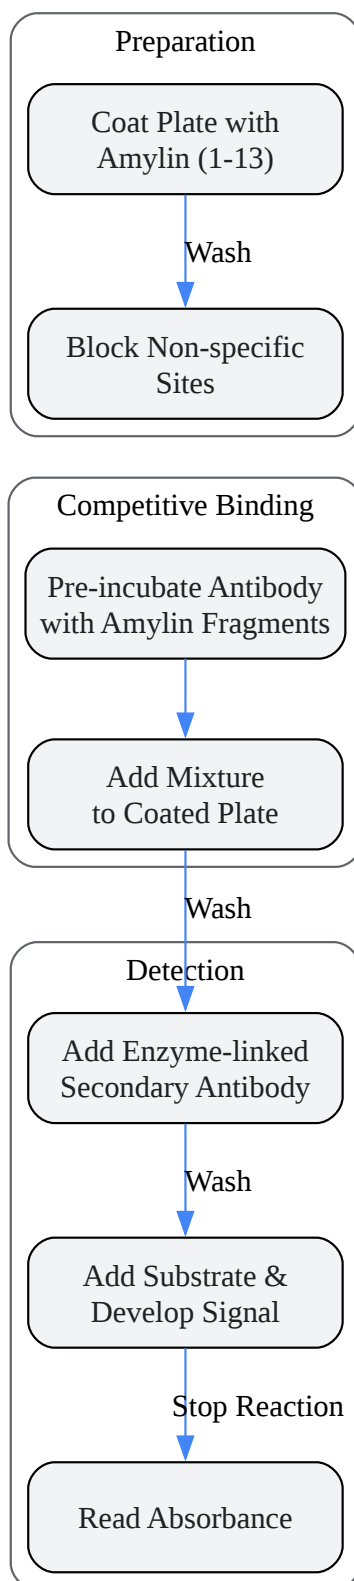 Preparation
Coat Plate with
Amylin (1-13)
Wash
Block Non-specific
Sites
Competitive Binding
Pre-incubate Antibody
with Amylin Fragments
Add Mixture
to Coated Plate
Wash
Detection
Add Enzyme-linked
Secondary Antibody
Wash
Add Substrate &
Develop Signal
Stop Reaction
Read Absorbance